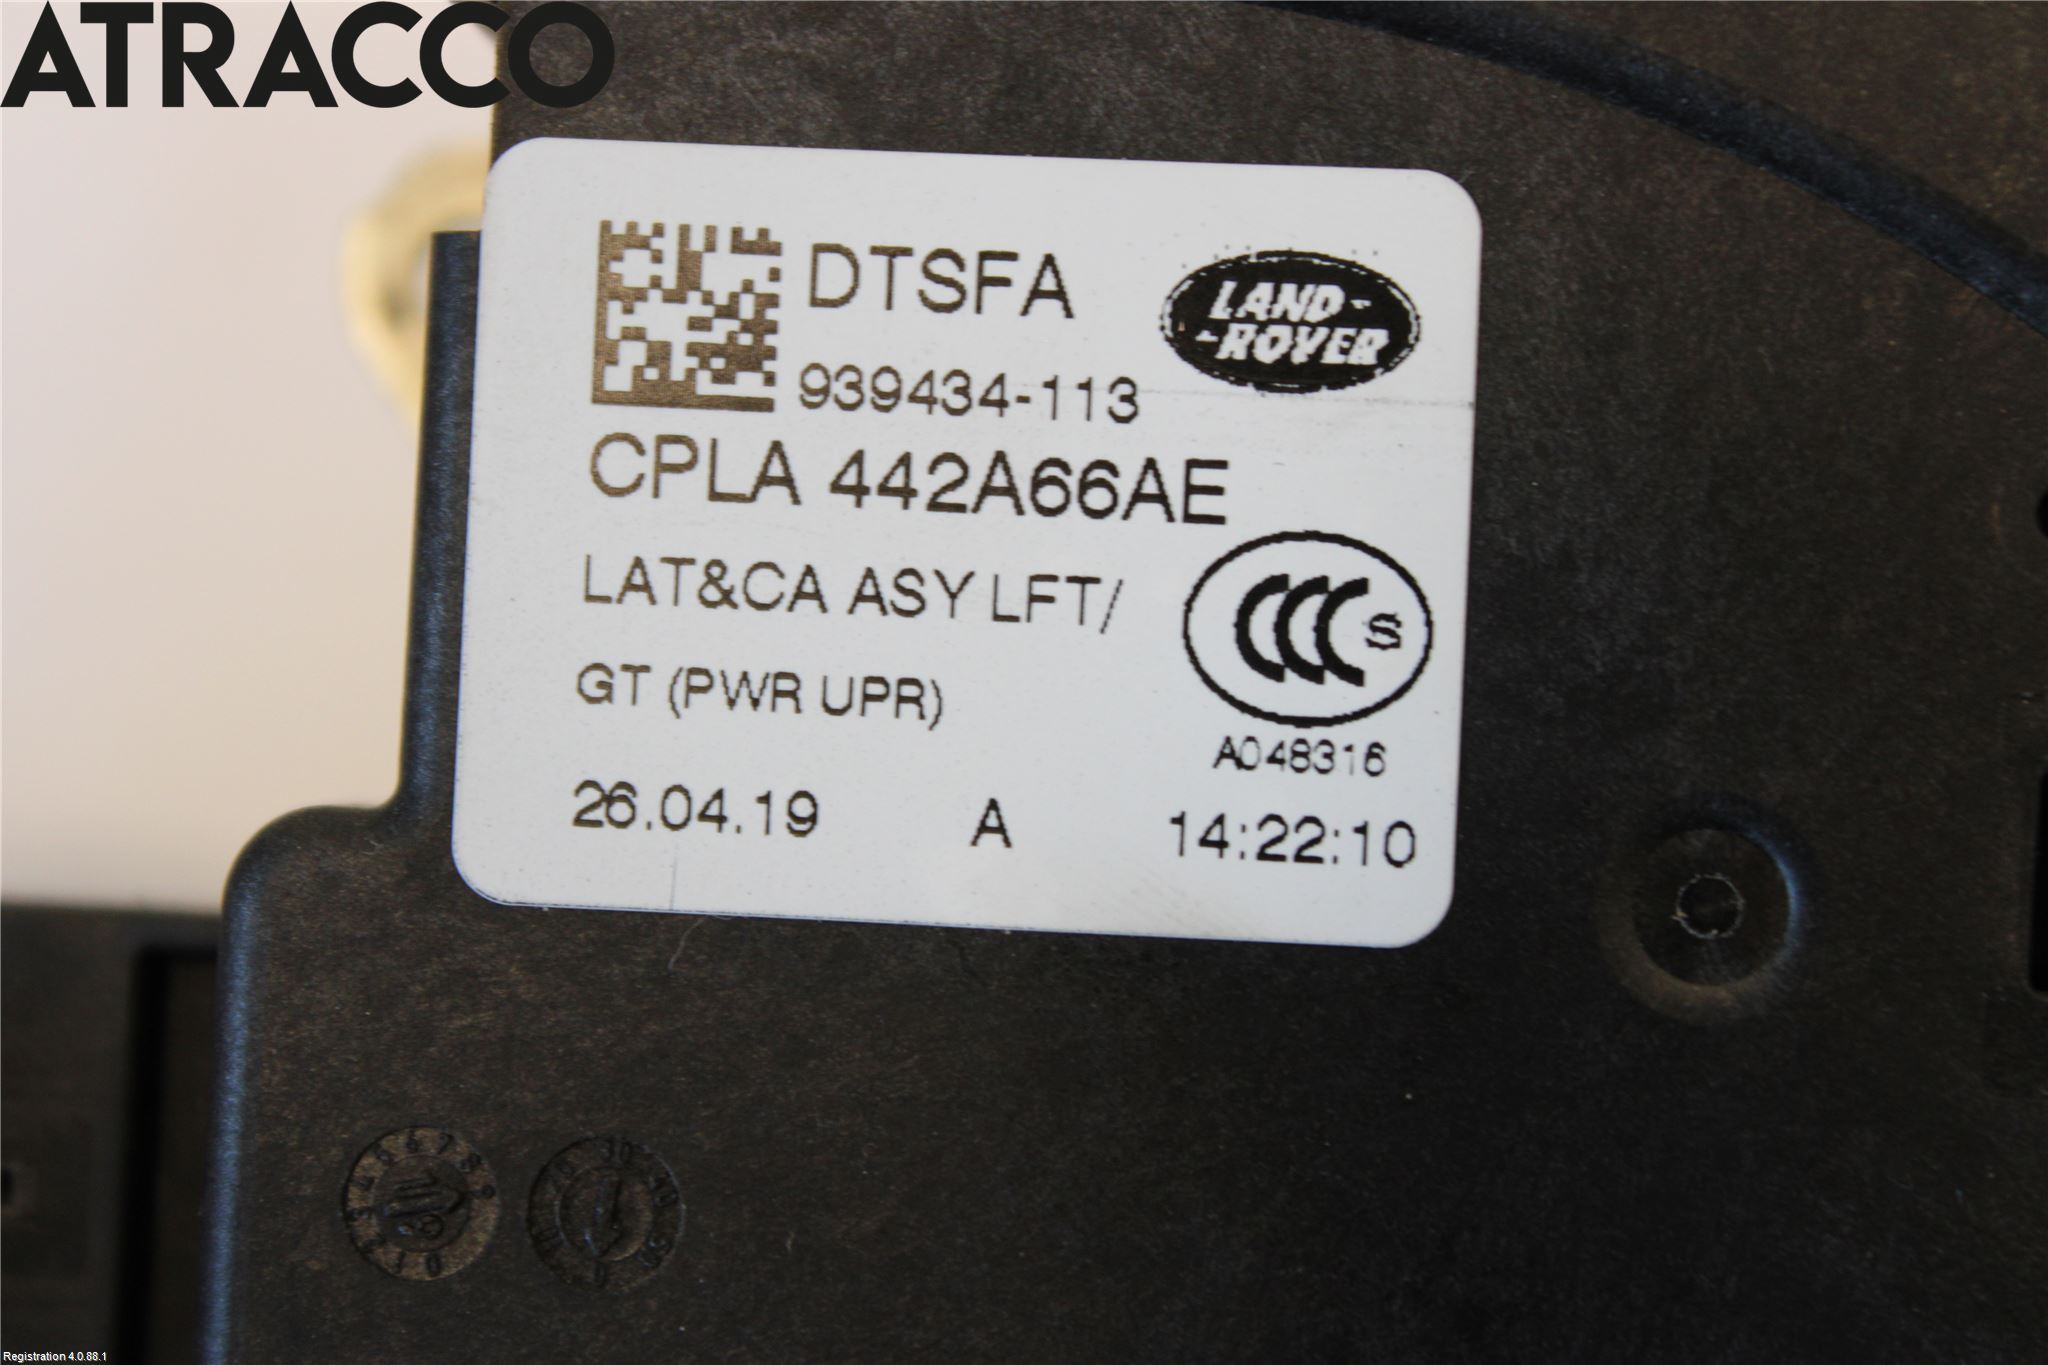 ATRACCO
DTSFA
LAND-
-ROVER
939434-113
CPLA 442A66AE
LAT&CA ASY LFT/
GT (PWR UPR)
CCC S
A048316
26.04.19 A 14:22:10
Registration 4.0.88.1